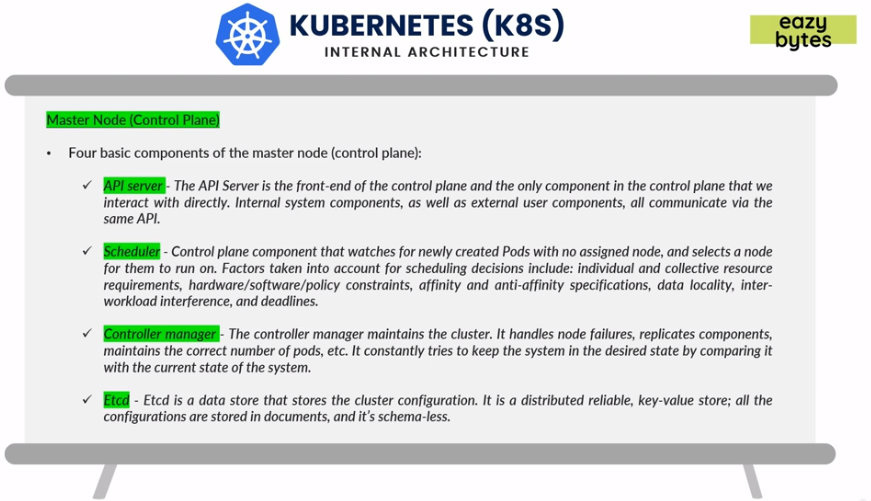 KUBERNETES (K8S)
INTERNAL ARCHITECTURE
eazy
bytes
Master Node (Control Plane)
• Four basic components of the master node (control plane):
✓ API server - The API Server is the front-end of the control plane and the only component in the control plane that we
interact with directly. Internal system components, as well as external user components, all communicate via the
same API.
✓ Scheduler - Control plane component that watches for newly created Pods with no assigned node, and selects a node
for them to run on. Factors taken into account for scheduling decisions include: individual and collective resource
requirements, hardware/software/policy constraints, affinity and anti-affinity specifications, data locality, inter-
workload interference, and deadlines.
✓ Controller manager - The controller manager maintains the cluster. It handles node failures, replicates components,
maintains the correct number of pods, etc. It constantly tries to keep the system in the desired state by comparing it
with the current state of the system.
✓ Etcd - Etcd is a data store that stores the cluster configuration. It is a distributed reliable, key-value store; all the
configurations are stored in documents, and it's schema-less.